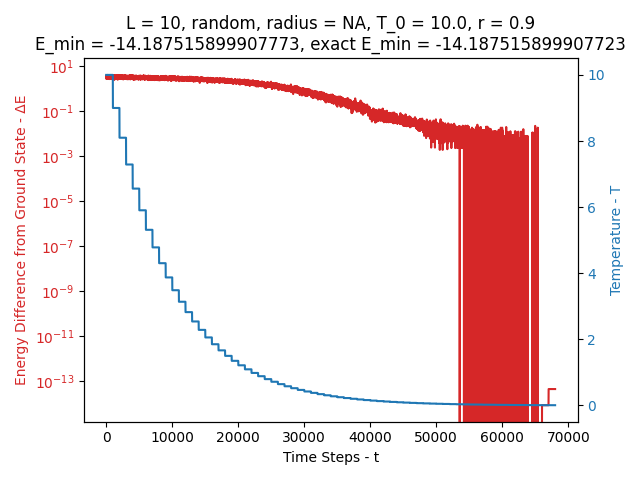 L = 10, random, radius = NA, T_0 = 10.0, r = 0.9
E_min = -14.187515899907773, exact E_min = -14.187515899907723
10¹
10⁻¹
10⁻³
10⁻⁵
10⁻⁷
10⁻⁹
10⁻¹¹
10⁻¹³
Energy Difference from Ground State - ΔE
10
8
6
4
2
0
Temperature - T
0 10000 20000 30000 40000 50000 60000 70000
Time Steps - t